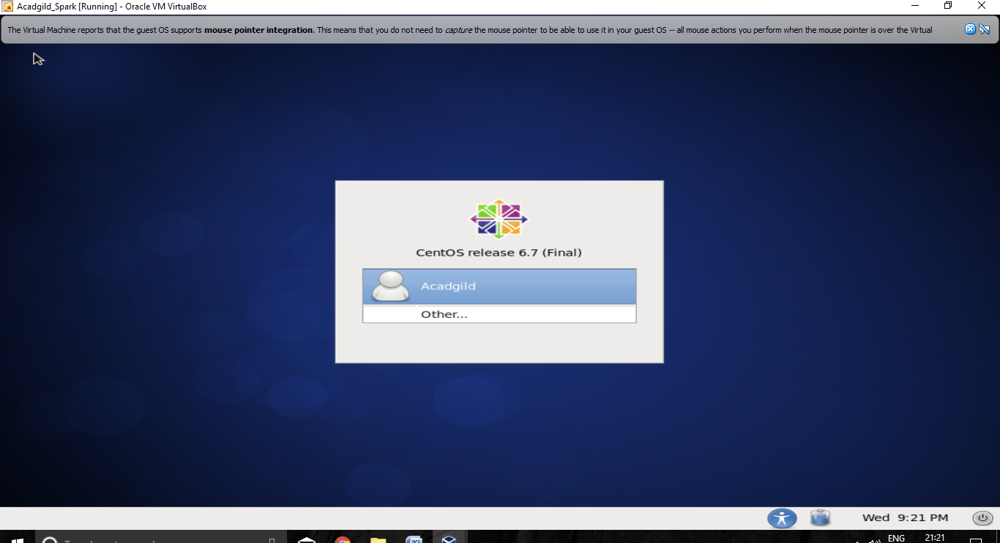 Acadgild_Spark [Running] - Oracle VM VirtualBox
The Virtual Machine reports that the guest OS supports mouse pointer integration. This means that you do not need to capture the mouse pointer to be able to use it in your guest OS -- all mouse actions you perform when the mouse pointer is over the Virtual
CentOS release 6.7 (Final)
Acadgild
Other...
Wed 9:21 PM
ENG 21:21